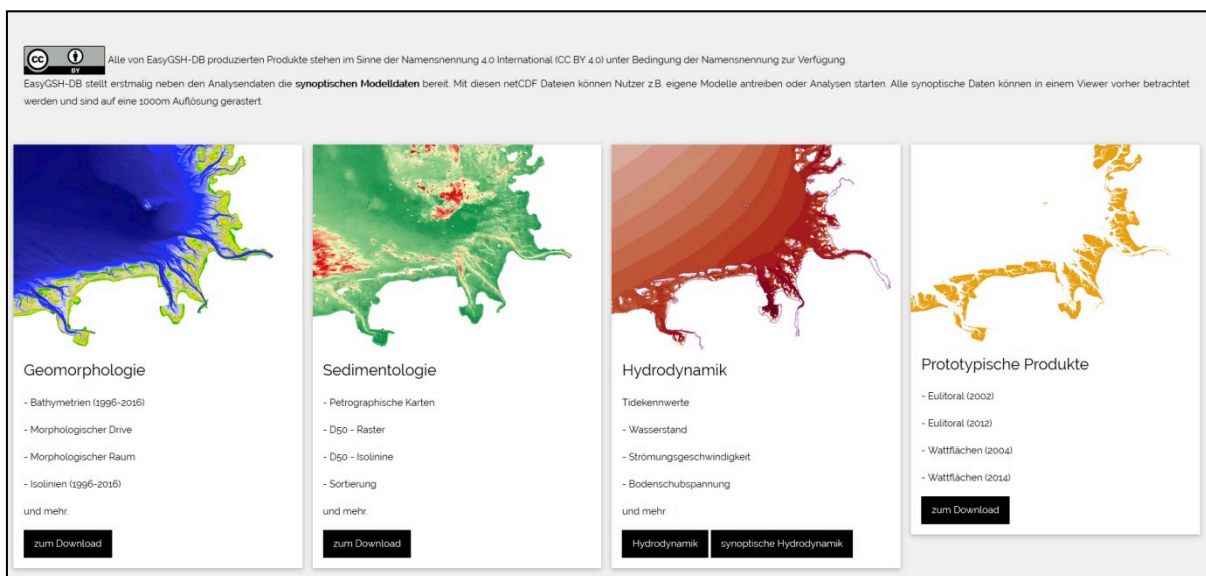 cc BY Alle von EasyGSH-DB produzierten Produkte stehen im Sinne der Namensnennung 4.0 International (CC BY 4.0) unter Bedingung der Namensnennung zur Verfügung.
EasyGSH-DB stellt erstmalig neben den Analysendaten die synoptischen Modelldaten bereit. Mit diesen netCDF Dateien können Nutzer z.B. eigene Modelle antreiben oder Analysen starten. Alle synoptische Daten können in einem Viewer vorher betrachtet
werden und sind auf eine 1000m Auflösung gerastert.
Geomorphologie
- Bathymetrien (1996-2016)
- Morphologischer Drive
- Morphologischer Raum
- Isolinien (1996-2016)
und mehr.
zum Download
Sedimentologie
- Petrographische Karten
- D50 - Raster
- D50 - Isolinine
- Sortierung
und mehr.
zum Download
Hydrodynamik
Tidekennwerte
- Wasserstand
- Strömungsgeschwindigkeit
- Bodenschubspannung
und mehr
Hydrodynamik
synoptische Hydrodynamik
Prototypische Produkte
- Eulitoral (2002)
- Eulitoral (2012)
- Wattflächen (2004)
- Wattflächen (2014)
zum Download